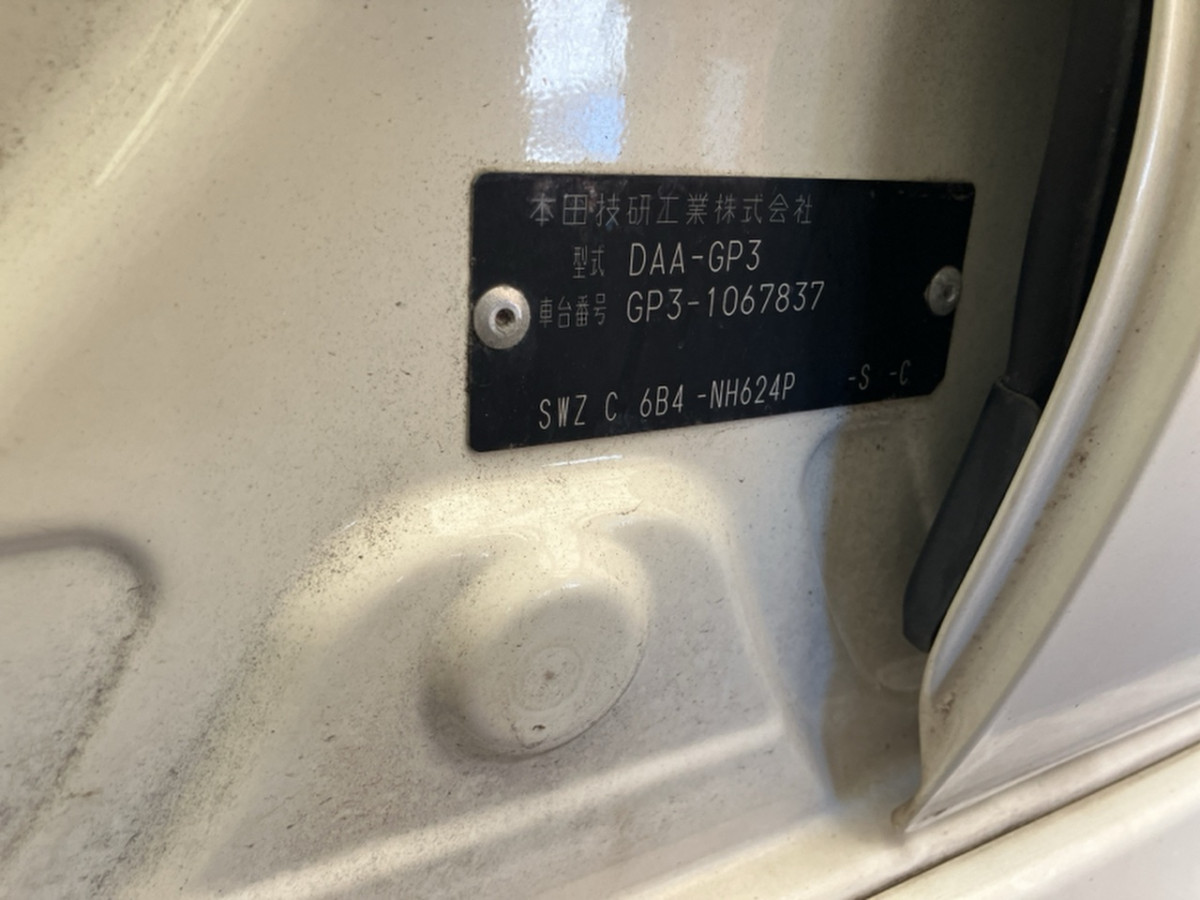 本田技研工業株式会社
型式 DAA-GP3
車台番号 GP3-1067837
SWZ C 6B4 -NH624P -S -C